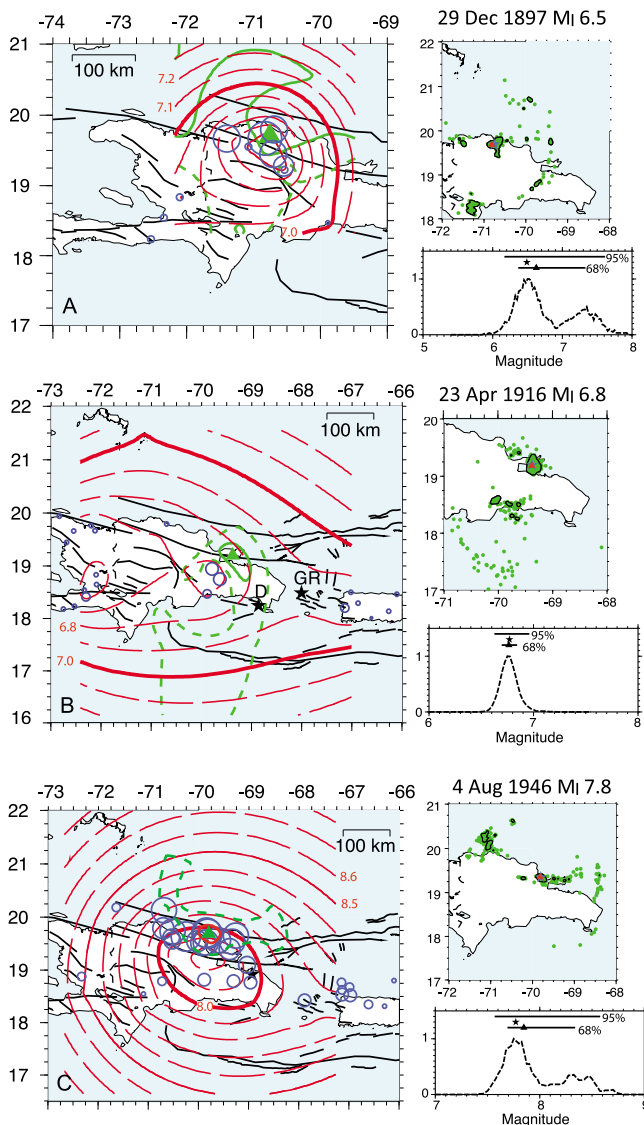 29 Dec 1897 Ml 6.5
-74 -73 -72 -71 -70 -69
21
20
19
18
17
100 km
7.2
7.1
7.0
A
22
21
20
19
18
-72 -71 -70 -69 -68 -67
95%
68%
1
0
5 6 7 8
Magnitude
23 Apr 1916 Ml 6.8
-73 -72 -71 -70 -69 -68 -67 -66
22
21
20
19
18
17
16
100 km
GR
D
6.8
7.0
B
20
19
18
17
-71 -70 -69 -68
95%
68%
1
0
6 7 8
Magnitude
4 Aug 1946 Ml 7.8
-73 -72 -71 -70 -69 -68 -67 -66
22
21
20
19
18
17
100 km
8.6
8.5
8.0
C
21
20
19
18
17
-72 -71 -70 -69 -68
95%
68%
1
0
7 8 9
Magnitude